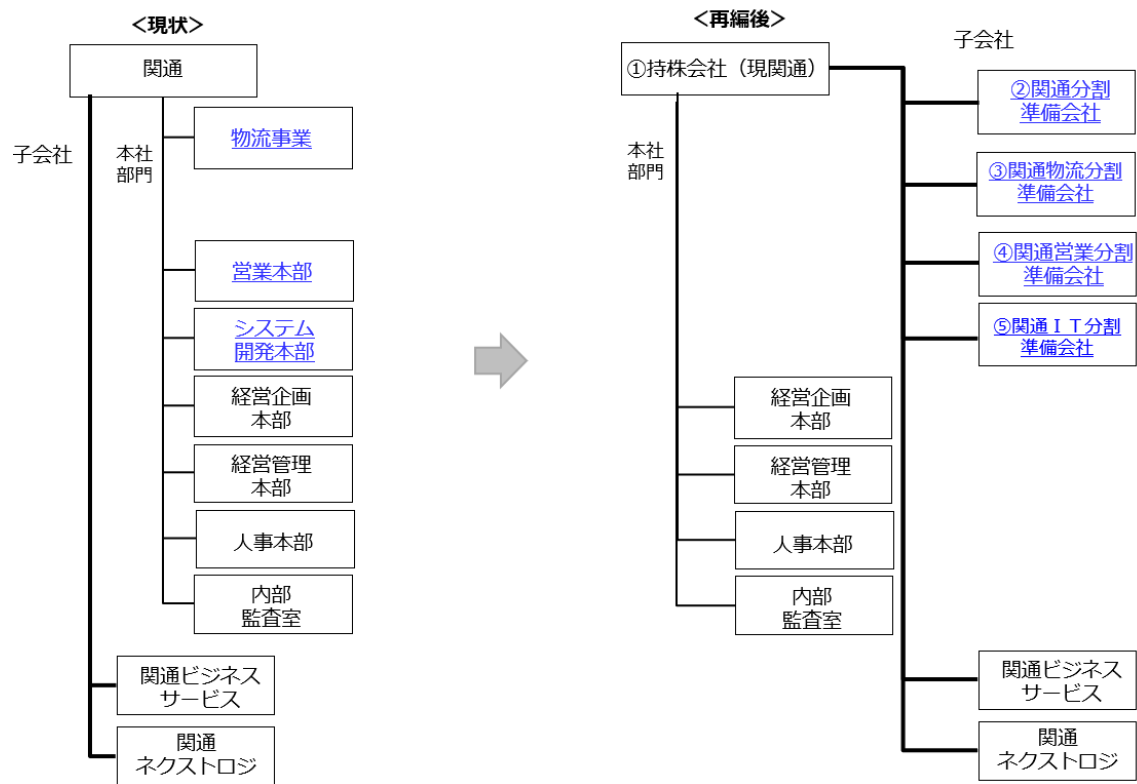 <現状>
関通
子会社
本社
部門
物流事業
営業本部
システム
開発本部
経営企画
本部
経営管理
本部
人事本部
内部
監査室
関通ビジネス
サービス
関通
ネクストロジ
<再編後>
①持株会社（現関通）
子会社
本社
部門
②関通分割
準備会社
③関通物流分割
準備会社
④関通営業分割
準備会社
⑤関通ＩＴ分割
準備会社
経営企画
本部
経営管理
本部
人事本部
内部
監査室
関通ビジネス
サービス
関通
ネクストロジ